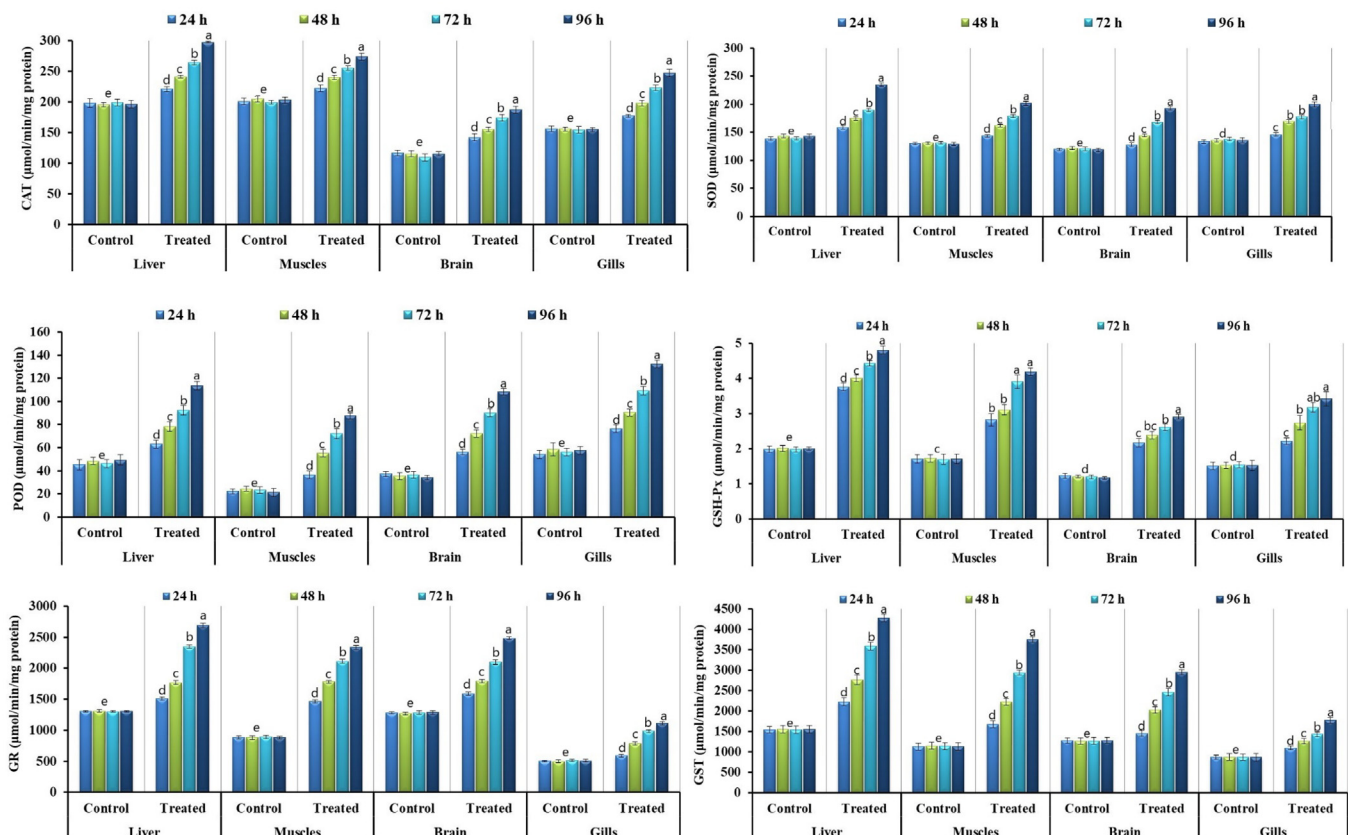 24 h 48 h 72 h 96 h
CAT (μmol/min/mg protein)
300
250
200
150
100
50
0
e d c b a e d c b a e d c b a e d c b a
Control Treated Control Treated Control Treated Control Treated
Liver Muscles Brain Gills
24 h 48 h 72 h 96 h
SOD (μmol/min/mg protein)
300
250
200
150
100
50
0
e d c b a e d c b a e d c b a d c b b a
Control Treated Control Treated Control Treated Control Treated
Liver Muscles Brain Gills
24 h 48 h 72 h 96 h
POD (μmol/min/mg protein)
160
140
120
100
80
60
40
20
0
e d c b a e d c b a e d c b a e d c b a
Control Treated Control Treated Control Treated Control Treated
Liver Muscles Brain Gills
24 h 48 h 72 h 96 h
GSH-Px (μmol/min/mg protein)
5
4
3
2
1
0
e d c b a c b b a a d c bc b a d c b ab a
Control Treated Control Treated Control Treated Control Treated
Liver Muscles Brain Gills
24 h 48 h 72 h 96 h
GR (μmol/min/mg protein)
3000
2500
2000
1500
1000
500
0
e d c b a e d c b a e d c b a e d c b a
Control Treated Control Treated Control Treated Control Treated
Liver Muscles Brain Gills
24 h 48 h 72 h 96 h
GST (μmol/min/mg protein)
4500
4000
3500
3000
2500
2000
1500
1000
500
0
e d c b a e d c b a e d c b a e d c b a
Control Treated Control Treated Control Treated Control Treated
Liver Muscles Brain Gills